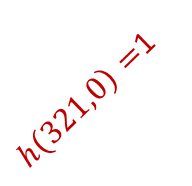 h(321,0) = 1